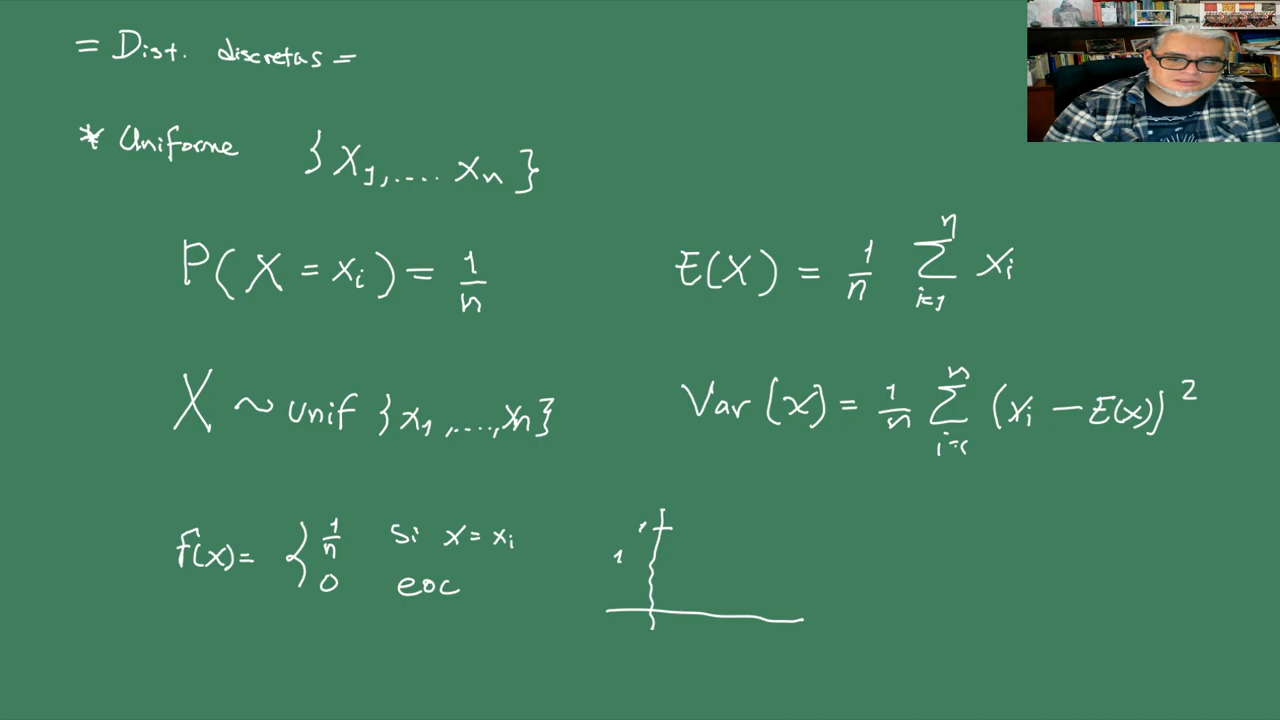 = Dist. discretas =
* Uniforme {x1,.... xn}
P(X = xi) = 1/n
E(X) = 1/n Σ_{i=1}^{n} xi
X ~ unif {x1,....,xn}
Var(x) = 1/n Σ_{i=1}^{n} (xi - E(x))²
f(x) = { 1/n si x = xi
0 eoc
1